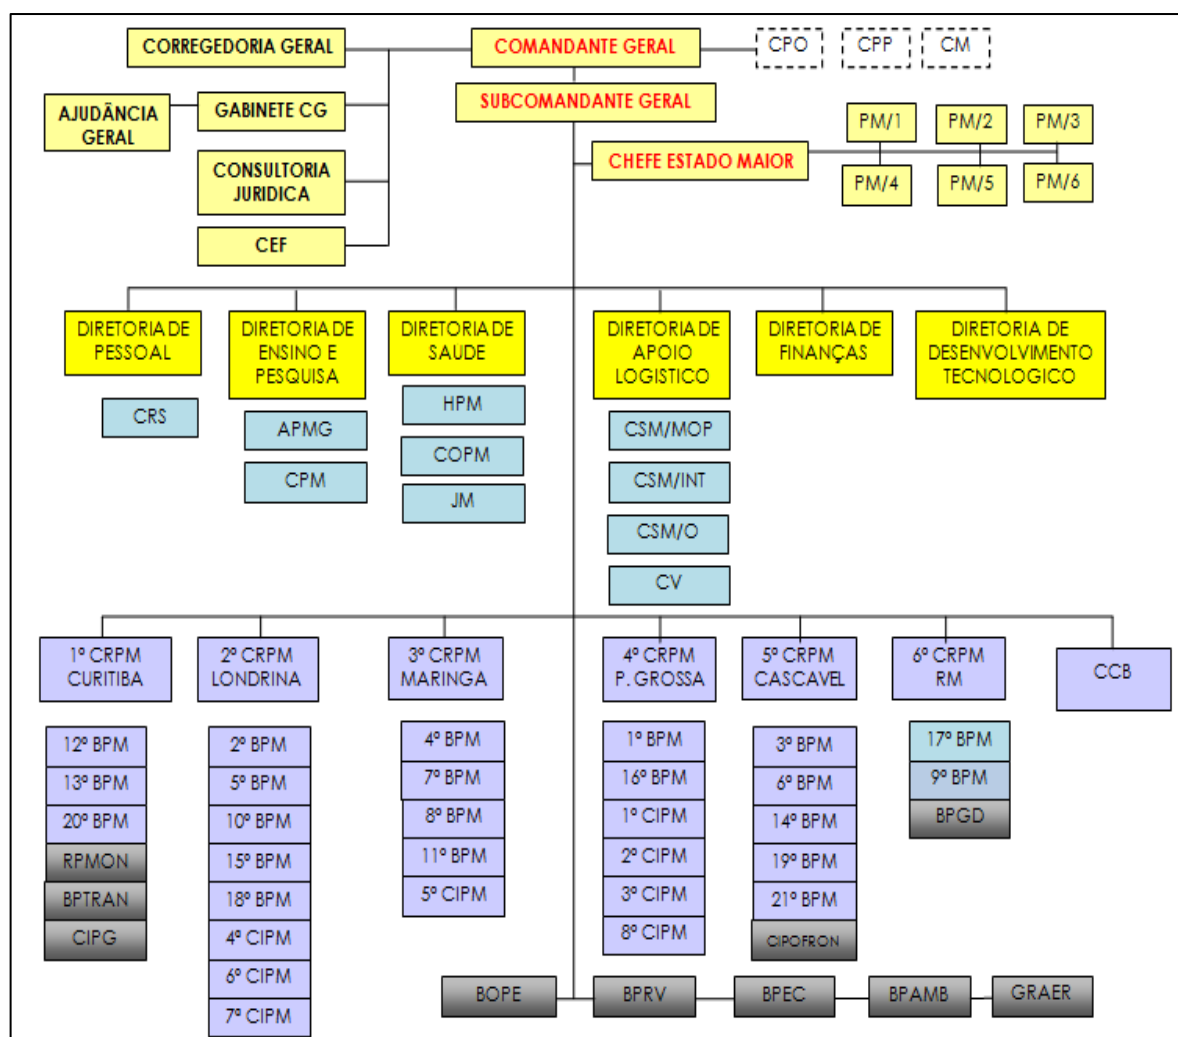 CORREGEDORIA GERAL
COMANDANTE GERAL
CPO
CPP
CM
SUBCOMANDANTE GERAL
AJUDÂNCIA
GERAL
GABINETE CG
PM/1
PM/2
PM/3
CHEFE ESTADO MAIOR
CONSULTORIA
JURIDICA
PM/4
PM/5
PM/6
CEF
DIRETORIA DE
PESSOAL
DIRETORIA DE
ENSINO E
PESQUISA
DIRETORIA DE
SAUDE
DIRETORIA DE
APOIO
LOGISTICO
DIRETORIA DE
FINANÇAS
DIRETORIA DE
DESENVOLVIMENTO
TECNOLOGICO
CRS
APMG
CPM
HPM
COPM
JM
CSM/MOP
CSM/INT
CSM/O
CV
1º CRPM
CURITIBA
2º CRPM
LONDRINA
3º CRPM
MARINGA
4º CRPM
P. GROSSA
5º CRPM
CASCAVEL
6º CRPM
RM
CCB
12º BPM
13º BPM
20º BPM
RPMON
BPTRAN
CIPG
2º BPM
5º BPM
10º BPM
15º BPM
18º BPM
4º CIPM
6º CIPM
7º CIPM
4º BPM
7º BPM
8º BPM
11º BPM
5º CIPM
1º BPM
16º BPM
1º CIPM
2º CIPM
3º CIPM
8º CIPM
3º BPM
6º BPM
14º BPM
19º BPM
21º BPM
CIPOFRON
17º BPM
9º BPM
BPGD
BOPE
BPRV
BPEC
BPAMB
GRAER